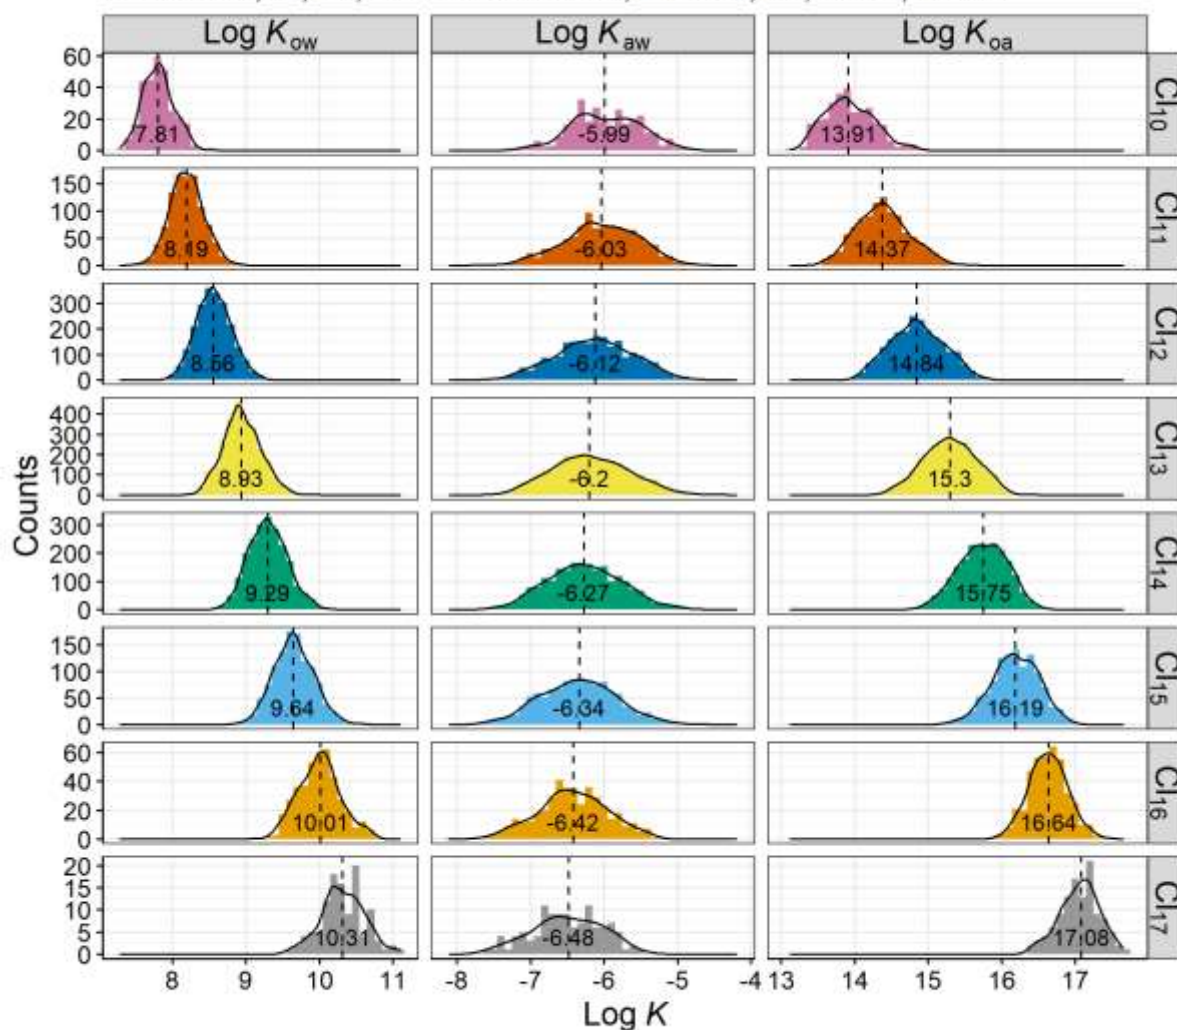 Log Kow Log Kaw Log Koa
60 40 20 0 7.81 -5.99 13.91 Cl10
150 100 50 0 8.19 -6.03 14.37 Cl11
300 200 100 0 8.56 -6.12 14.84 Cl12
400 300 200 100 0 8.93 -6.2 15.3 Cl13
Counts
300 200 100 0 9.29 -6.27 15.75 Cl14
150 100 50 0 9.64 -6.34 16.19 Cl15
60 40 20 0 10.01 -6.42 16.64 Cl16
20 15 10 5 0 10.31 -6.48 17.08 Cl17
8 9 10 11 -8 -7 -6 -5 -4 13 14 15 16 17
Log K